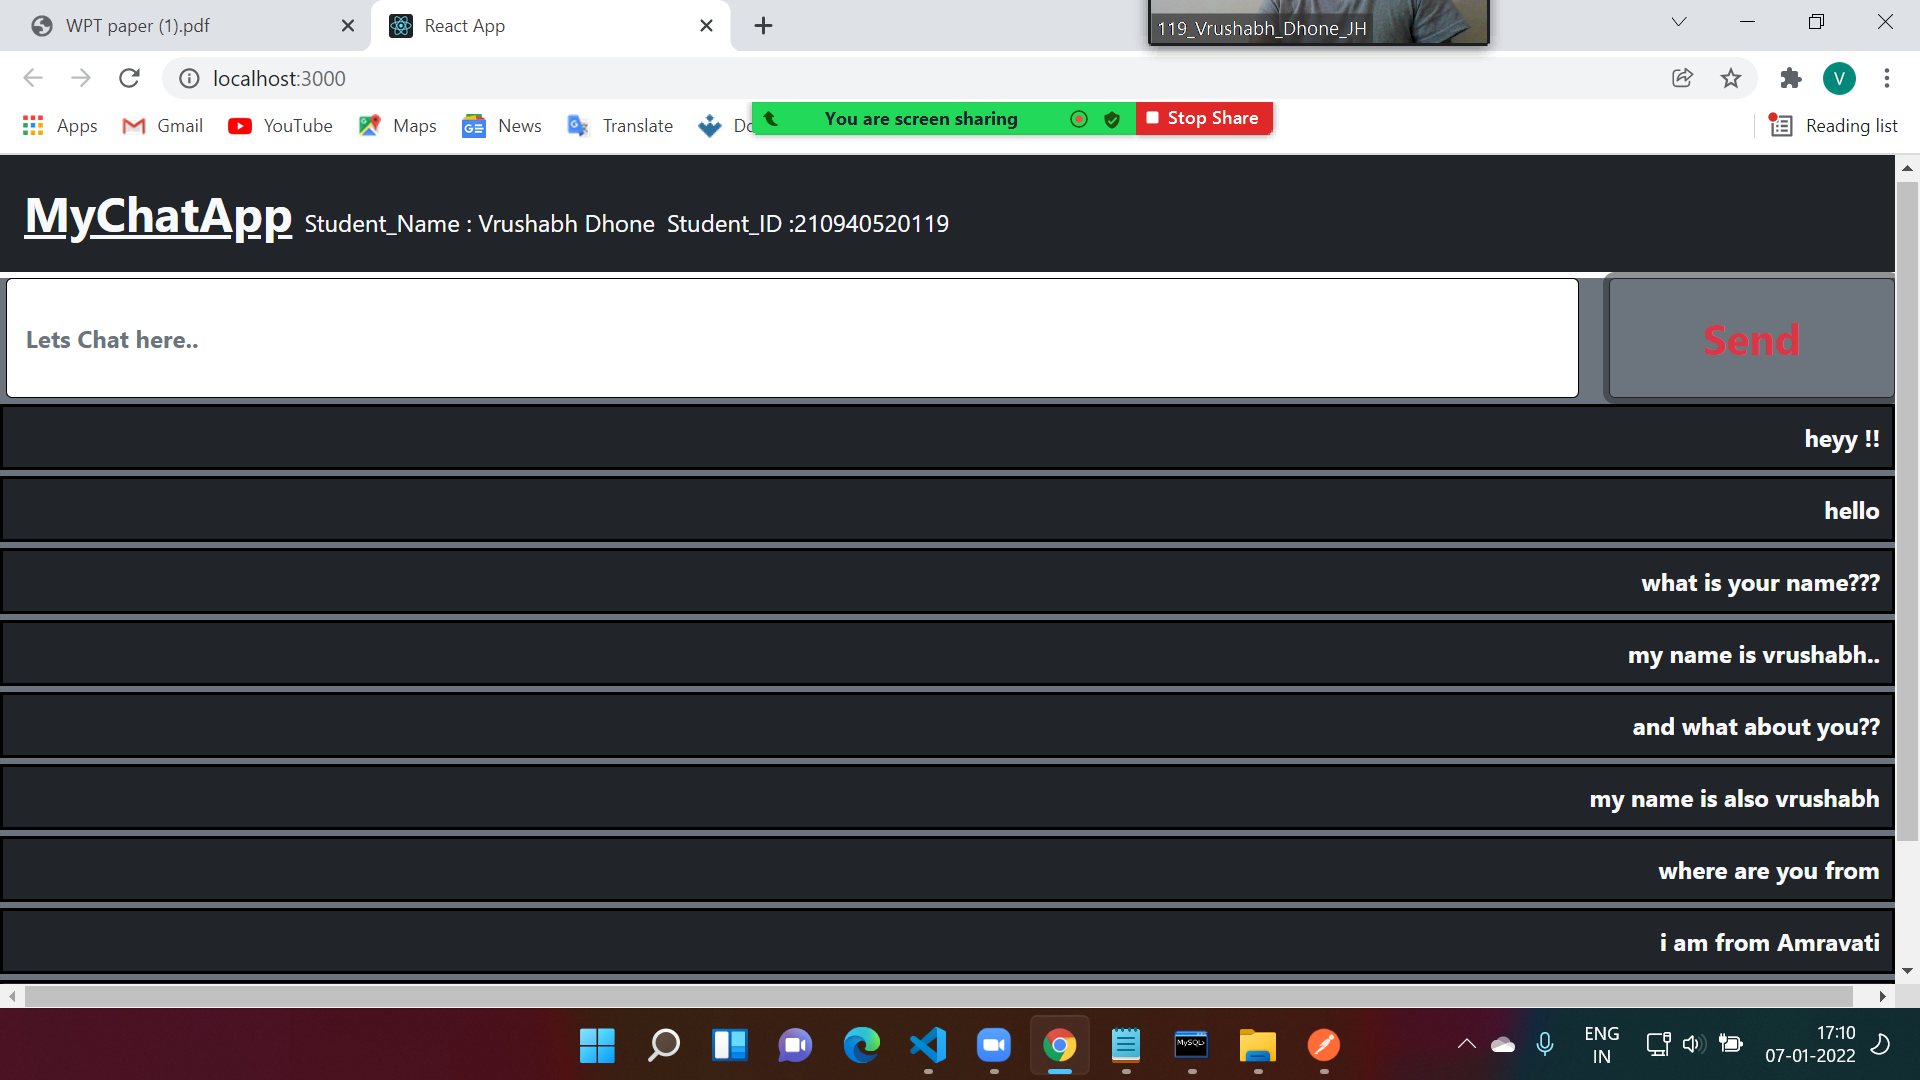 WPT paper (1).pdf
React App
119_Vrushabh_Dhone_JH
localhost:3000
V
Apps
Gmail
YouTube
Maps
News
Translate
You are screen sharing
Stop Share
Reading list
MyChatApp Student_Name : Vrushabh Dhone Student_ID :210940520119
Lets Chat here..
Send
heyy !!
hello
what is your name???
my name is vrushabh..
and what about you??
my name is also vrushabh
where are you from
i am from Amravati
MySQL>
ENG
IN
17:10
07-01-2022